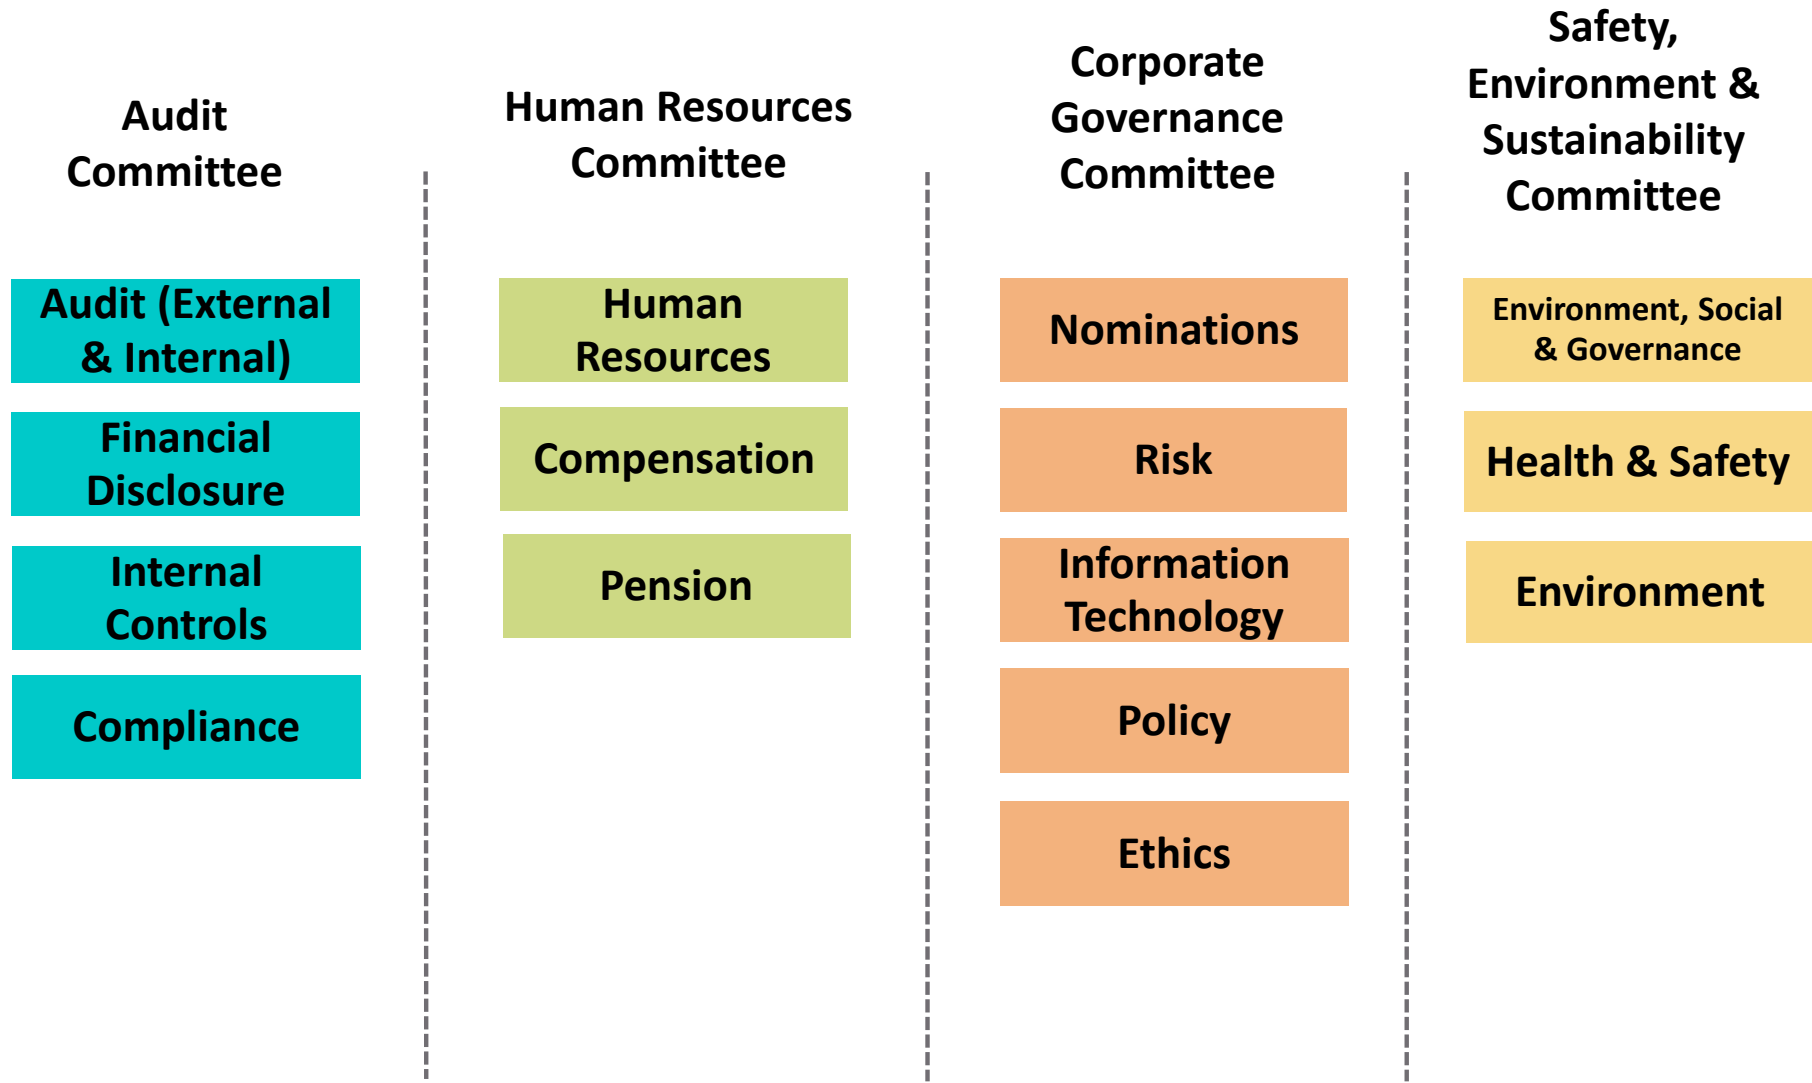 Audit
Committee
Audit (External
& Internal)
Financial
Disclosure
Internal
Controls
Compliance
Human Resources
Committee
Human
Resources
Compensation
Pension
Corporate
Governance
Committee
Nominations
Risk
Information
Technology
Policy
Ethics
Safety,
Environment &
Sustainability
Committee
Environment, Social
& Governance
Health & Safety
Environment